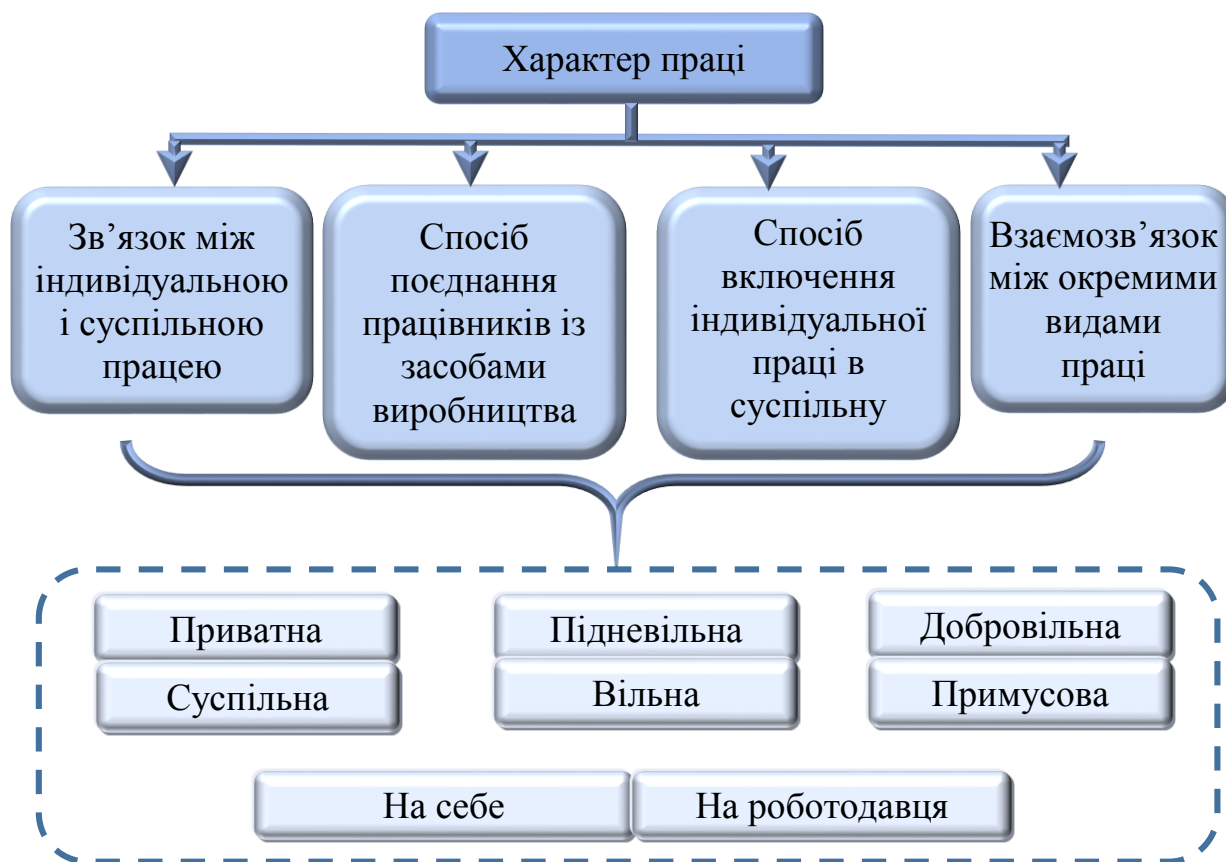 Характер праці
Зв’язок між
індивідуальною
і суспільною
працею
Спосіб
поєднання
працівників із
засобами
виробництва
Спосіб
включення
індивідуальної
праці в
суспільну
Взаємозв’язок
між окремими
видами
праці
Приватна
Суспільна
Підневільна
Вільна
Добровільна
Примусова
На себе
На роботодавця